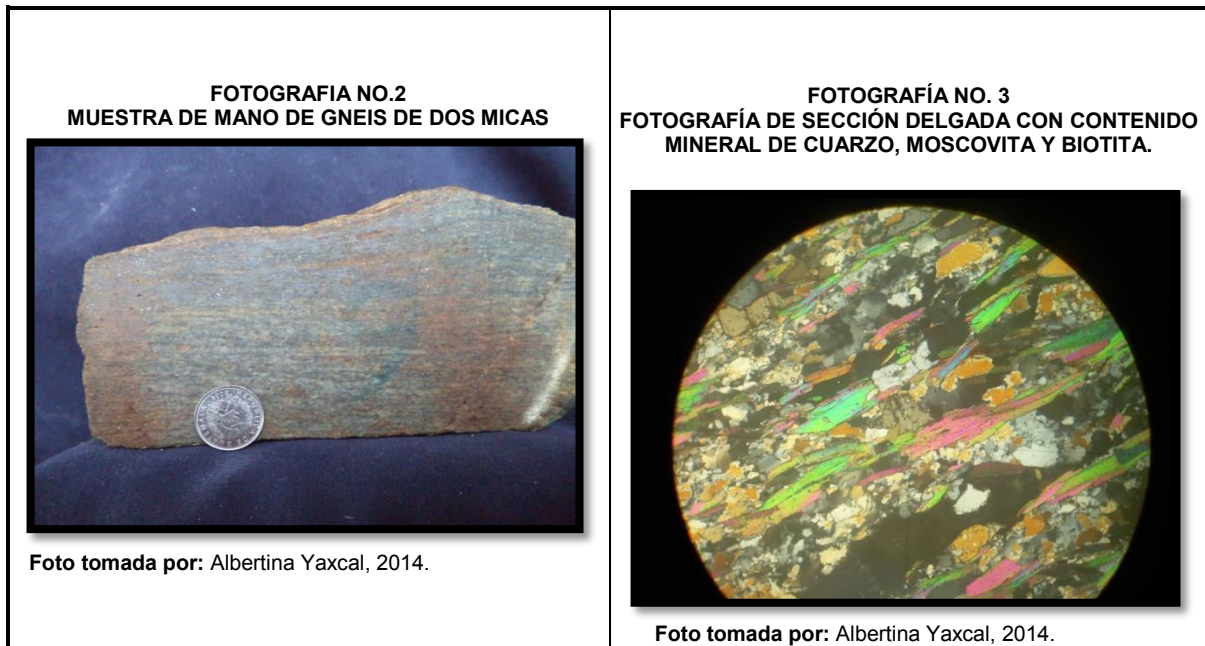 FOTOGRAFIA NO.2
MUESTRA DE MANO DE GNEIS DE DOS MICAS
Foto tomada por: Albertina Yaxcal, 2014.
FOTOGRAFÍA NO. 3
FOTOGRAFÍA DE SECCIÓN DELGADA CON CONTENIDO
MINERAL DE CUARZO, MOSCOVITA Y BIOTITA.
Foto tomada por: Albertina Yaxcal, 2014.